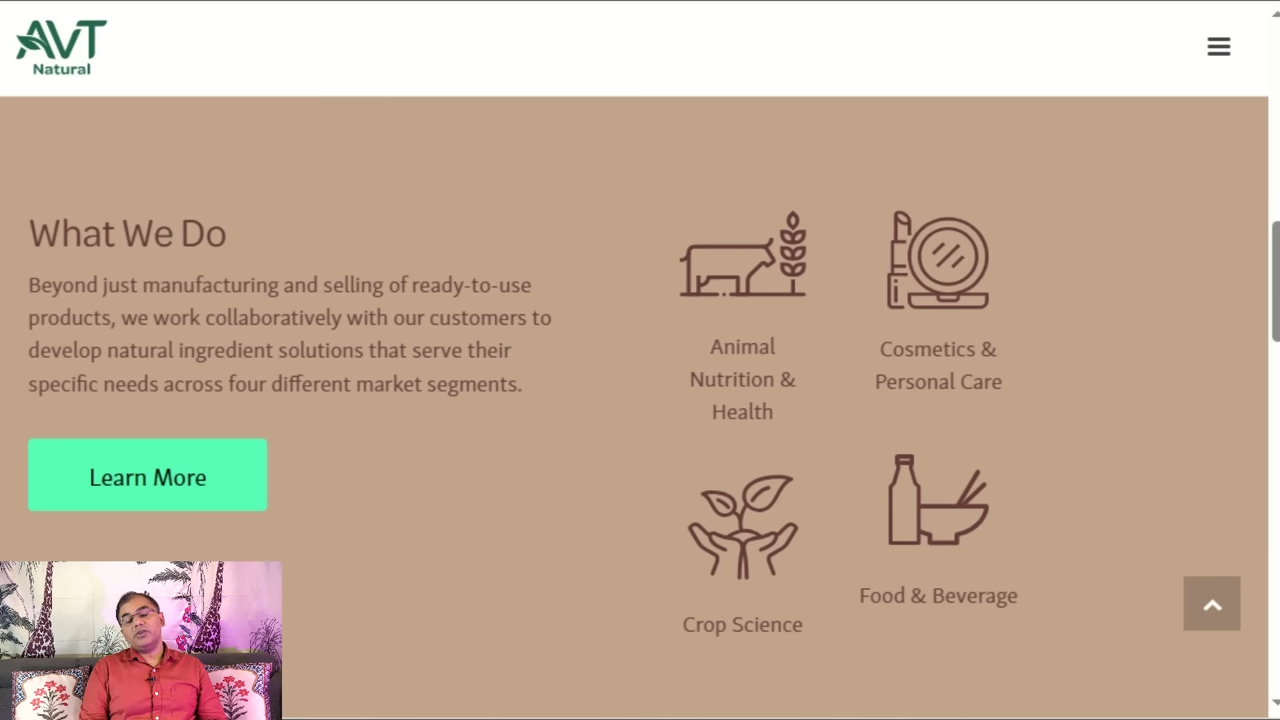 AVT
Natural
What We Do
Beyond just manufacturing and selling of ready-to-use
products, we work collaboratively with our customers to
develop natural ingredient solutions that serve their
specific needs across four different market segments.
Learn More
Animal
Nutrition &
Health
Cosmetics &
Personal Care
Crop Science
Food & Beverage